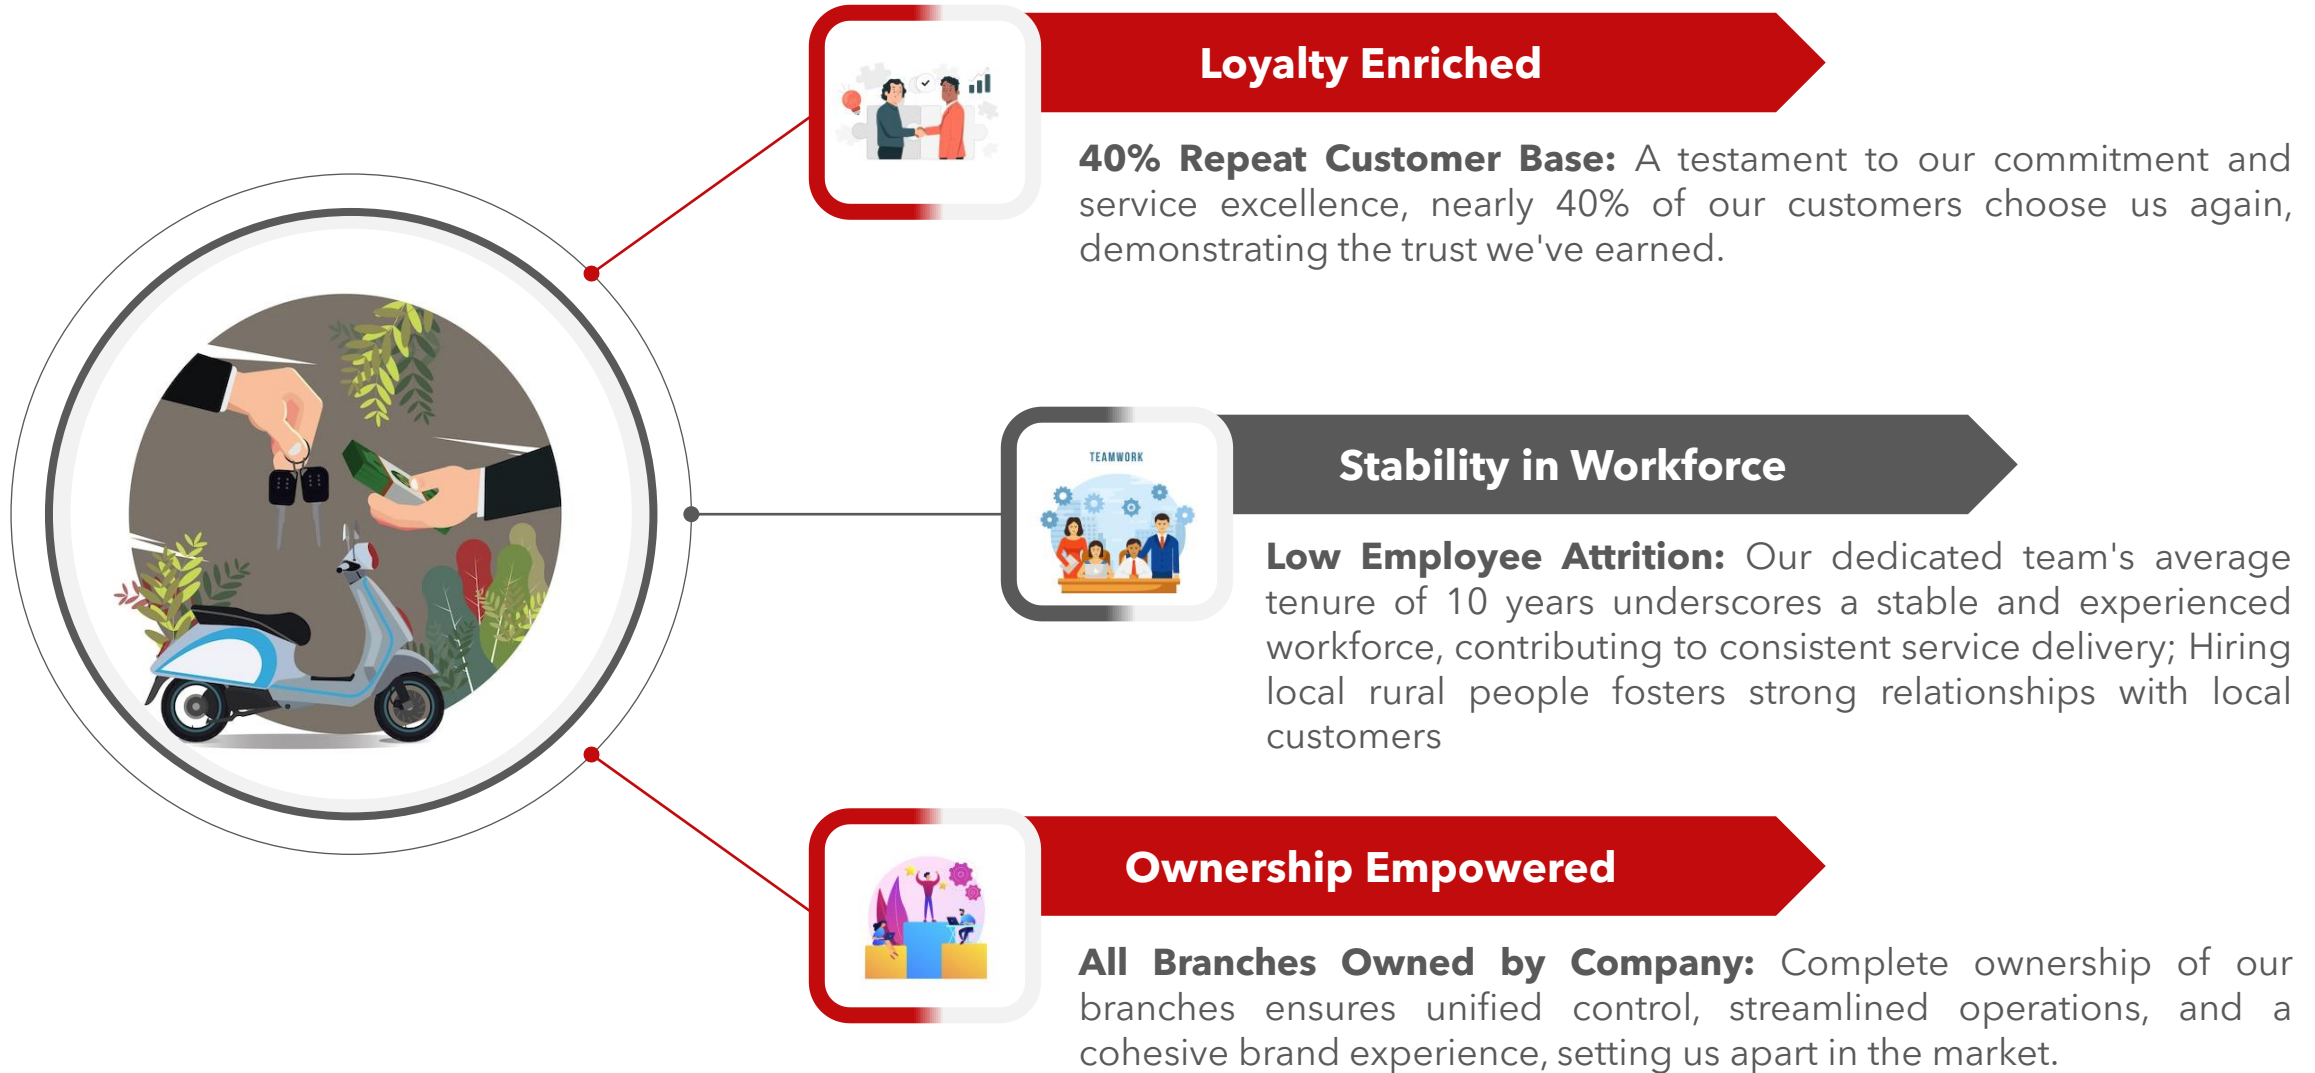 Loyalty Enriched
40% Repeat Customer Base: A testament to our commitment and
service excellence, nearly 40% of our customers choose us again,
demonstrating the trust we've earned.
TEAMWORK
Stability in Workforce
Low Employee Attrition: Our dedicated team's average
tenure of 10 years underscores a stable and experienced
workforce, contributing to consistent service delivery; Hiring
local rural people fosters strong relationships with local
customers
Ownership Empowered
All Branches Owned by Company: Complete ownership of our
branches ensures unified control, streamlined operations, and a
cohesive brand experience, setting us apart in the market.